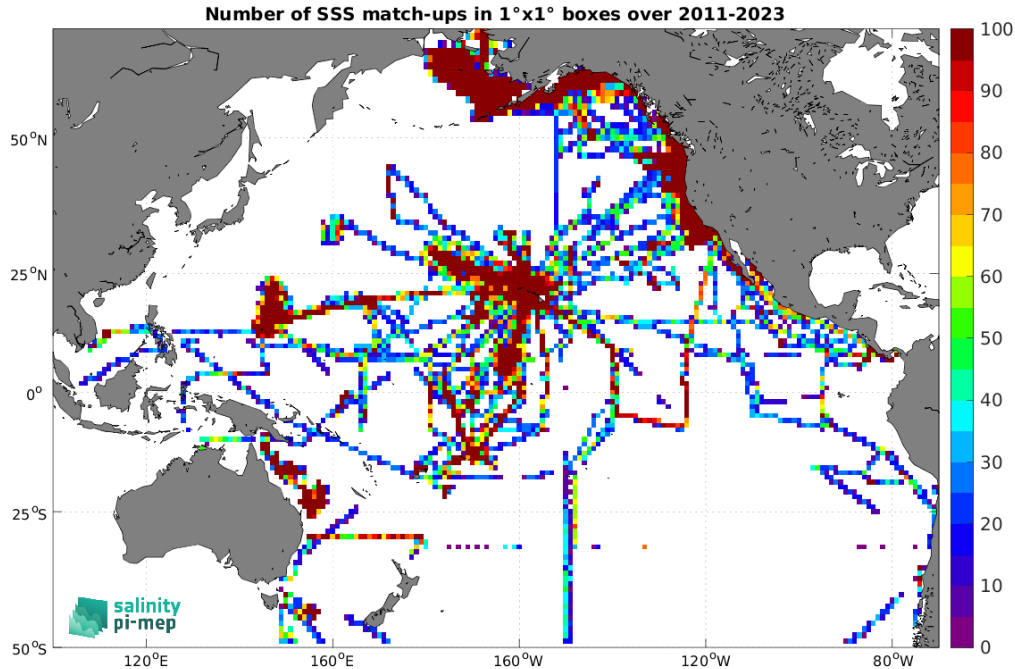 Number of SSS match-ups in 1°x1° boxes over 2011-2023
100
90
80
70
60
50
40
30
20
10
0
50°N
25°N
0°
25°S
50°S
120°E
160°E
160°W
120°W
80°W
salinity
pi-mep